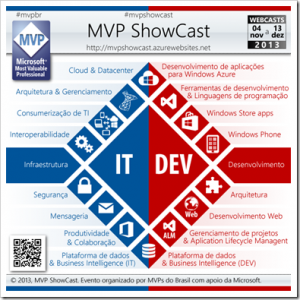 #mvpbr
#mvpshowcast
MVP
Microsoft®
Most Valuable
Professional
MVP ShowCast
http://mvpshowcast.azurewebsites.net
WEBCASTS
04 a 13
nov dez
2013
Cloud & Datacenter
Desenvolvimento de aplicações
para Windows Azure
Arquitetura & Gerenciamento
Ferramentas de desenvolvimento
& Linguagens de programação
Consumerização de TI
Windows Store apps
Interoperabilidade
Windows Phone
Infraestrutura
IT
DEV
Desenvolvimento
Segurança
Arquitetura
Mensageria
Web
Desenvolvimento Web
Produtividade
& Colaboração
ALM
Gerenciamento de projetos
& Aplication Lifecycle Managent
Plataforma de dados
& Business Intelligence (IT)
Plataforma de dados
& Business Intelligence (DEV)
© 2013, MVP ShowCast. Evento organizado por MVPs do Brasil com apoio da Microsoft.